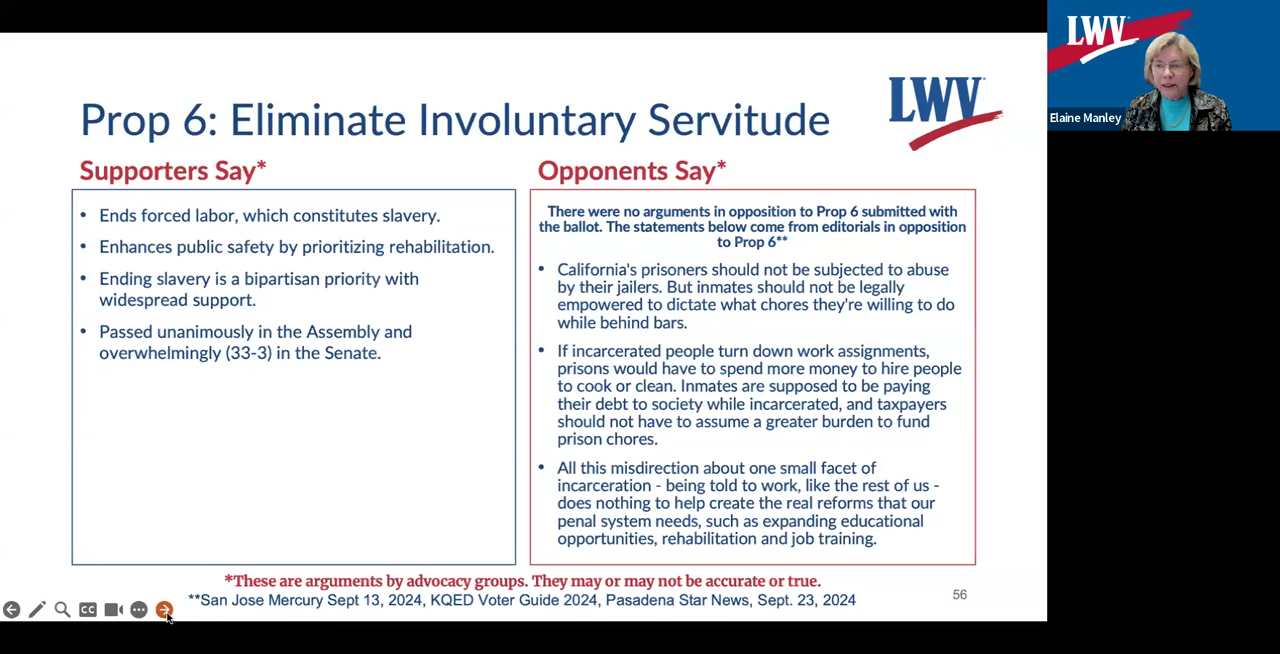 Prop 6: Eliminate Involuntary Servitude
LWV
Supporters Say*
• Ends forced labor, which constitutes slavery.
• Enhances public safety by prioritizing rehabilitation.
• Ending slavery is a bipartisan priority with
widespread support.
• Passed unanimously in the Assembly and
overwhelmingly (33-3) in the Senate.
Opponents Say*
There were no arguments in opposition to Prop 6 submitted with
the ballot. The statements below come from editorials in opposition
to Prop 6**
• California's prisoners should not be subjected to abuse
by their jailers. But inmates should not be legally
empowered to dictate what chores they're willing to do
while behind bars.
• If incarcerated people turn down work assignments,
prisons would have to spend more money to hire people
to cook or clean. Inmates are supposed to be paying
their debt to society while incarcerated, and taxpayers
should not have to assume a greater burden to fund
prison chores.
• All this misdirection about one small facet of
incarceration - being told to work, like the rest of us -
does nothing to help create the real reforms that our
penal system needs, such as expanding educational
opportunities, rehabilitation and job training.
*These are arguments by advocacy groups. They may or may not be accurate or true.
**San Jose Mercury Sept 13, 2024, KQED Voter Guide 2024, Pasadena Star News, Sept. 23, 2024
56
CC
LWV
Elaine Manley